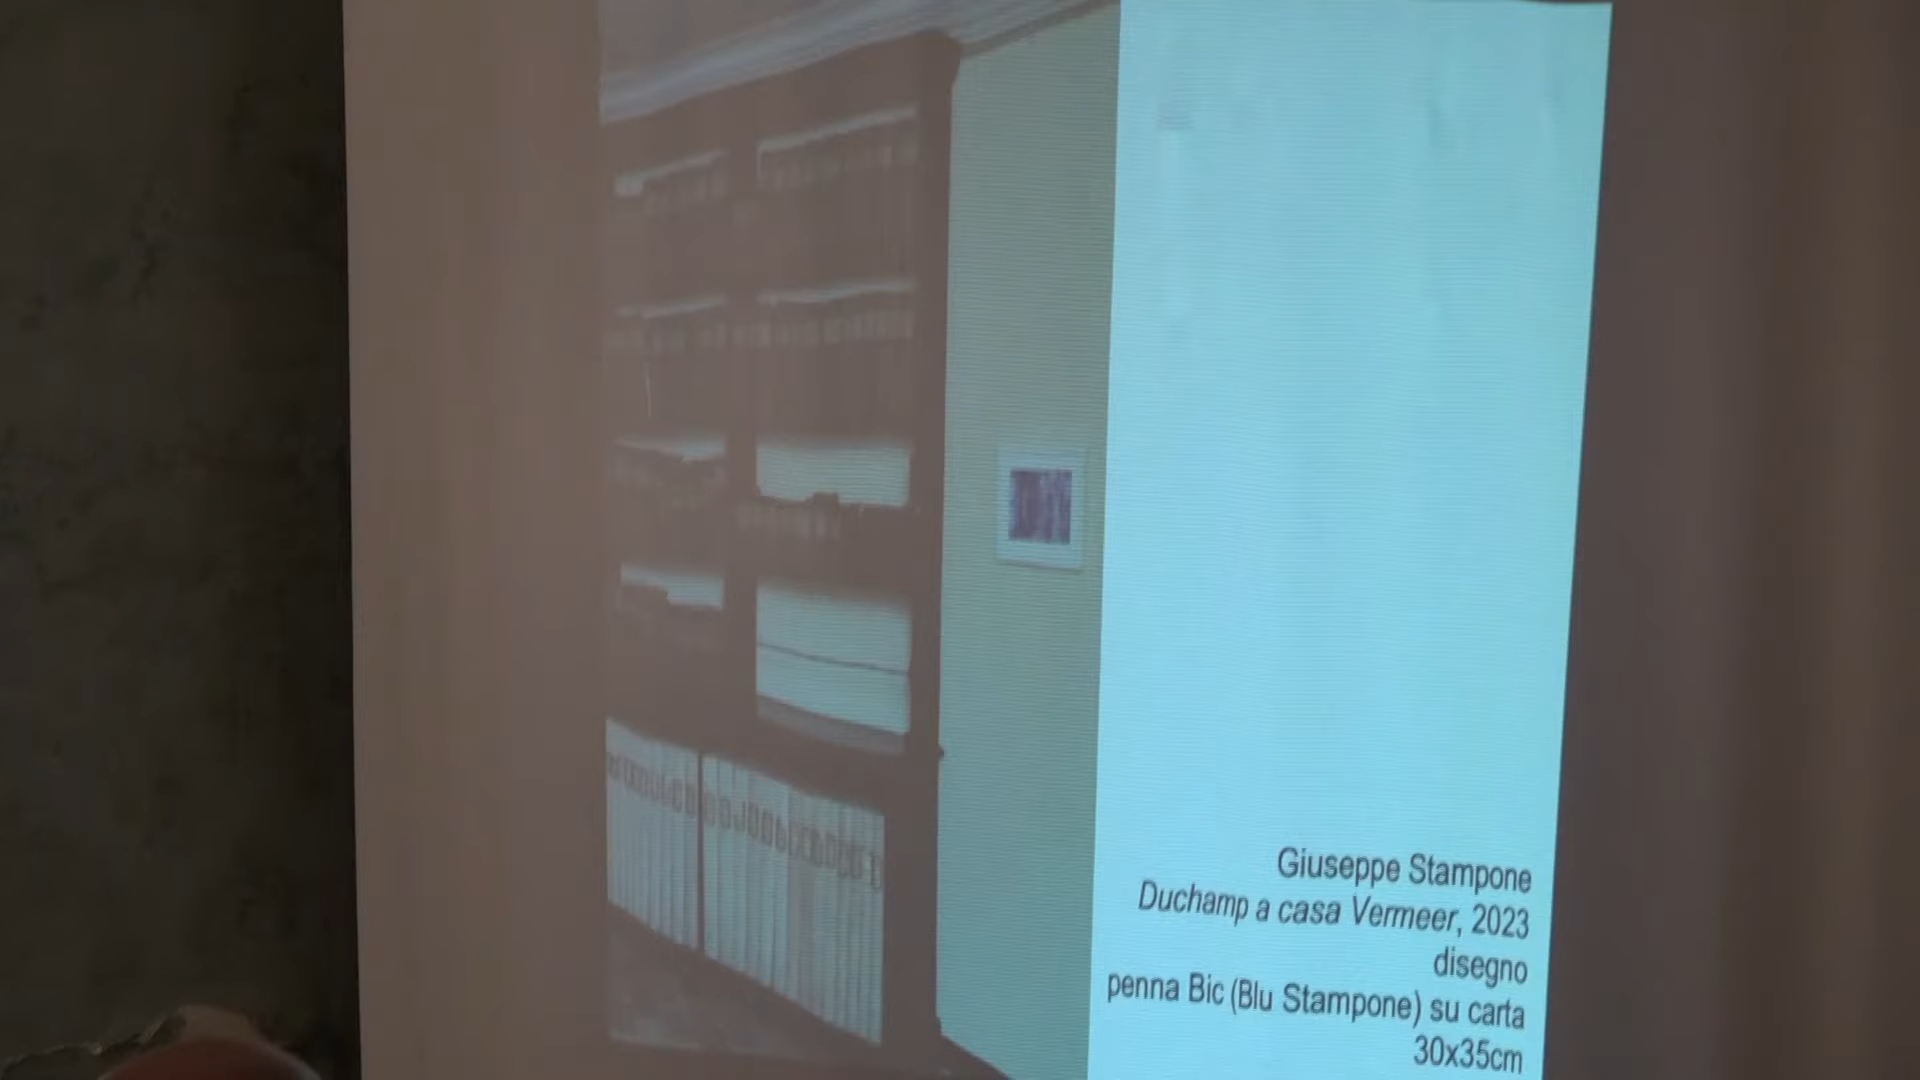 Giuseppe Stampone
Duchamp a casa Vermeer, 2023
disegno
penna Bic (Blu Stampone) su carta
30x35cm